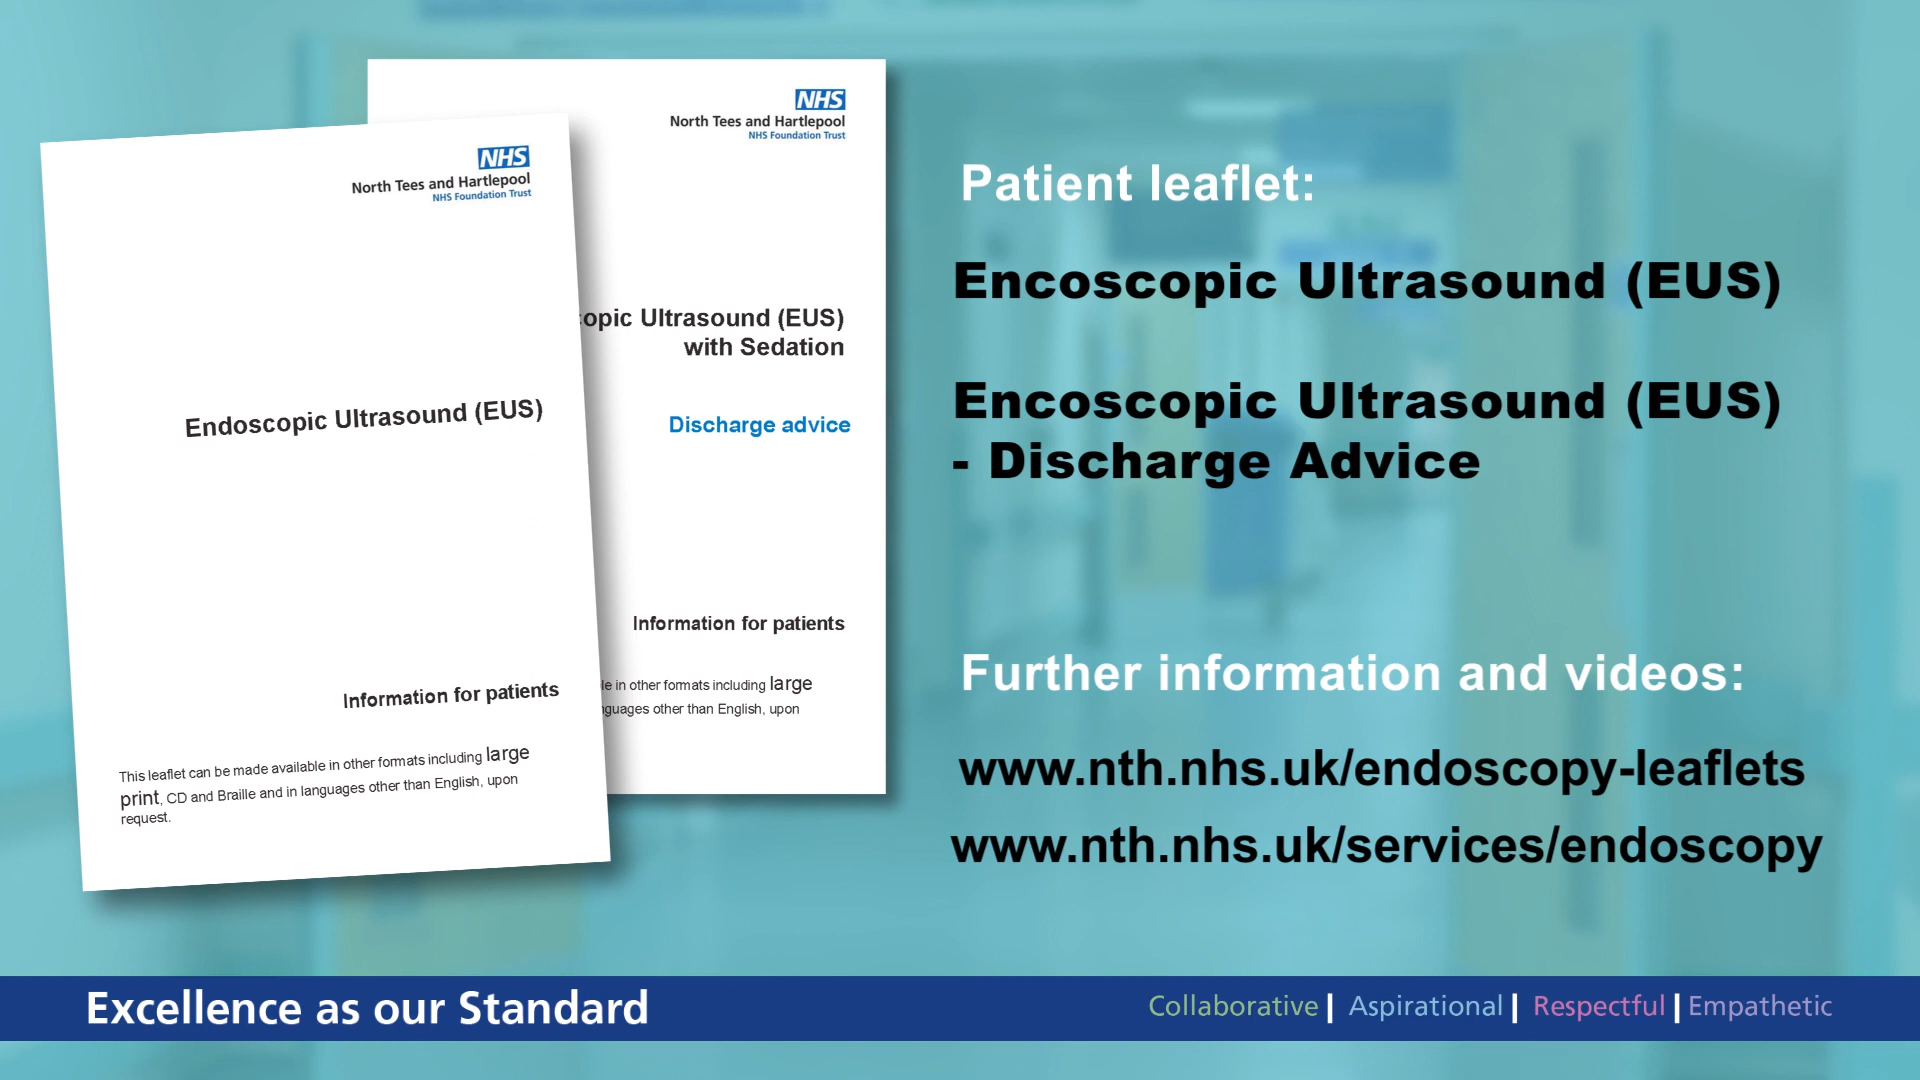 NHS
North Tees and Hartlepool
NHS Foundation Trust
Endoscopic Ultrasound (EUS)
Information for patients
This leaflet can be made available in other formats including large
print, CD and Braille and in languages other than English, upon
request.
NHS
North Tees and Hartlepool
NHS Foundation Trust
Ultrasound (EUS)
with Sedation
Discharge advice
Information for patients
in other formats including large
other than English, upon
Patient leaflet:
Encoscopic Ultrasound (EUS)
Encoscopic Ultrasound (EUS)
- Discharge Advice
Further information and videos:
www.nth.nhs.uk/endoscopy-leaflets
www.nth.nhs.uk/services/endoscopy
Excellence as our Standard
Collaborative | Aspirational | Respectful | Empathetic